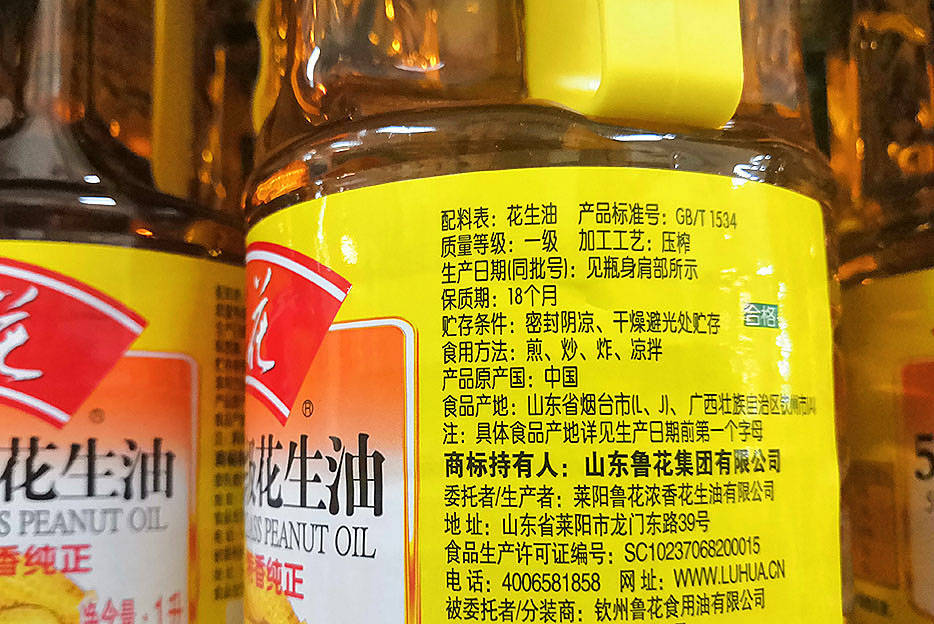 配料表：花生油 产品标准号：GB/T 1534
质量等级：一级 加工工艺：压榨
生产日期(同批号)：见瓶身肩部所示
保质期：18个月
贮存条件：密封阴凉、干燥避光处贮存
合格
食用方法：煎、炒、炸、凉拌
产品原产国：中国
食品产地：山东省烟台市(L、J)、广西壮族自治区钦州市(A)
注：具体食品产地详见生产日期前第一个字母
商标持有人：山东鲁花集团有限公司
委托者/生产者：莱阳鲁花浓香花生油有限公司
地址：山东省莱阳市龙门东路39号
食品生产许可证编号：SC10237068200015
电话：4006581858 网址：WWW.LUHUA.CN
被委托者/分装商：钦州鲁花食用油有限公司
花
®
花生油
PEANUT OIL
香纯正
花
®
花生油
PEANUT OIL
香纯正
净含量：1升
5